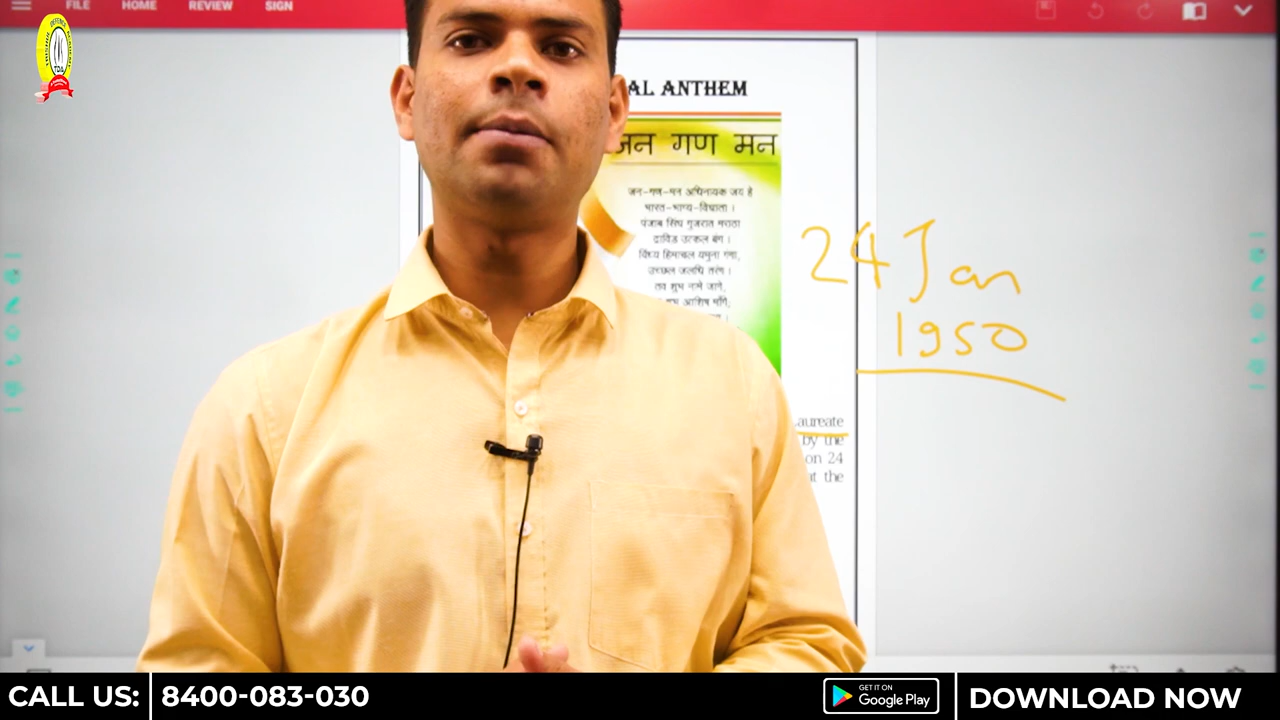 FILE HOME REVIEW SIGN
AL ANTHEM
जन गण मन
जन-गण-मन अधिनायक जय हे
भारत-भाग्य-विधाता ।
पंजाब सिंध गुजरात मराठा
द्राविड़ उत्कल बंग ।
विंध्य हिमाचल यमुना गंगा,
उच्छल जलधि तरंग ।
तव शुभ नामे जागे,
शुभ आशिष माँगे,
24 Jan
1950
aureate
by the
on 24
at the
CALL US: 8400-083-030 GET IT ON Google Play DOWNLOAD NOW